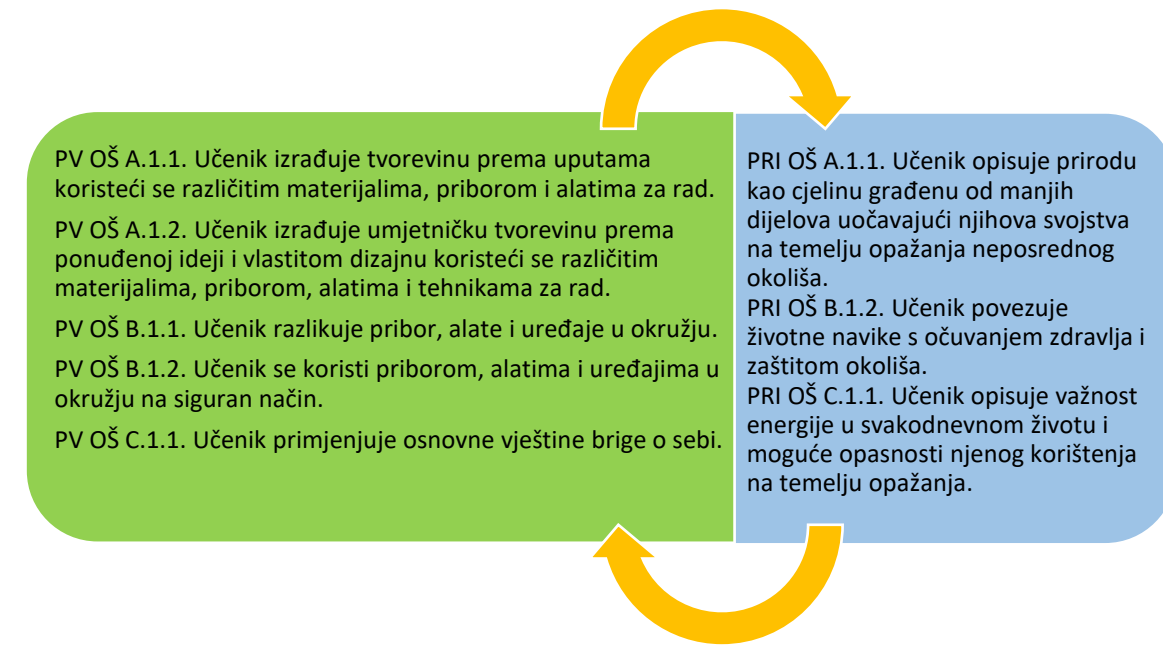 PV OŠ A.1.1. Učenik izrađuje tvorevinu prema uputama
koristeći se različitim materijalima, priborom i alatima za rad.
PV OŠ A.1.2. Učenik izrađuje umjetničku tvorevinu prema
ponuđenoj ideji i vlastitom dizajnu koristeći se različitim
materijalima, priborom, alatima i tehnikama za rad.
PV OŠ B.1.1. Učenik razlikuje pribor, alate i uređaje u okružju.
PV OŠ B.1.2. Učenik se koristi priborom, alatima i uređajima u
okružju na siguran način.
PV OŠ C.1.1. Učenik primjenjuje osnovne vještine brige o sebi.
PRI OŠ A.1.1. Učenik opisuje prirodu
kao cjelinu građenu od manjih
dijelova uočavajući njihova svojstva
na temelju opažanja neposrednog
okoliša.
PRI OŠ B.1.2. Učenik povezuje
životne navike s očuvanjem zdravlja i
zaštitom okoliša.
PRI OŠ C.1.1. Učenik opisuje važnost
energije u svakodnevnom životu i
moguće opasnosti njenog korištenja
na temelju opažanja.